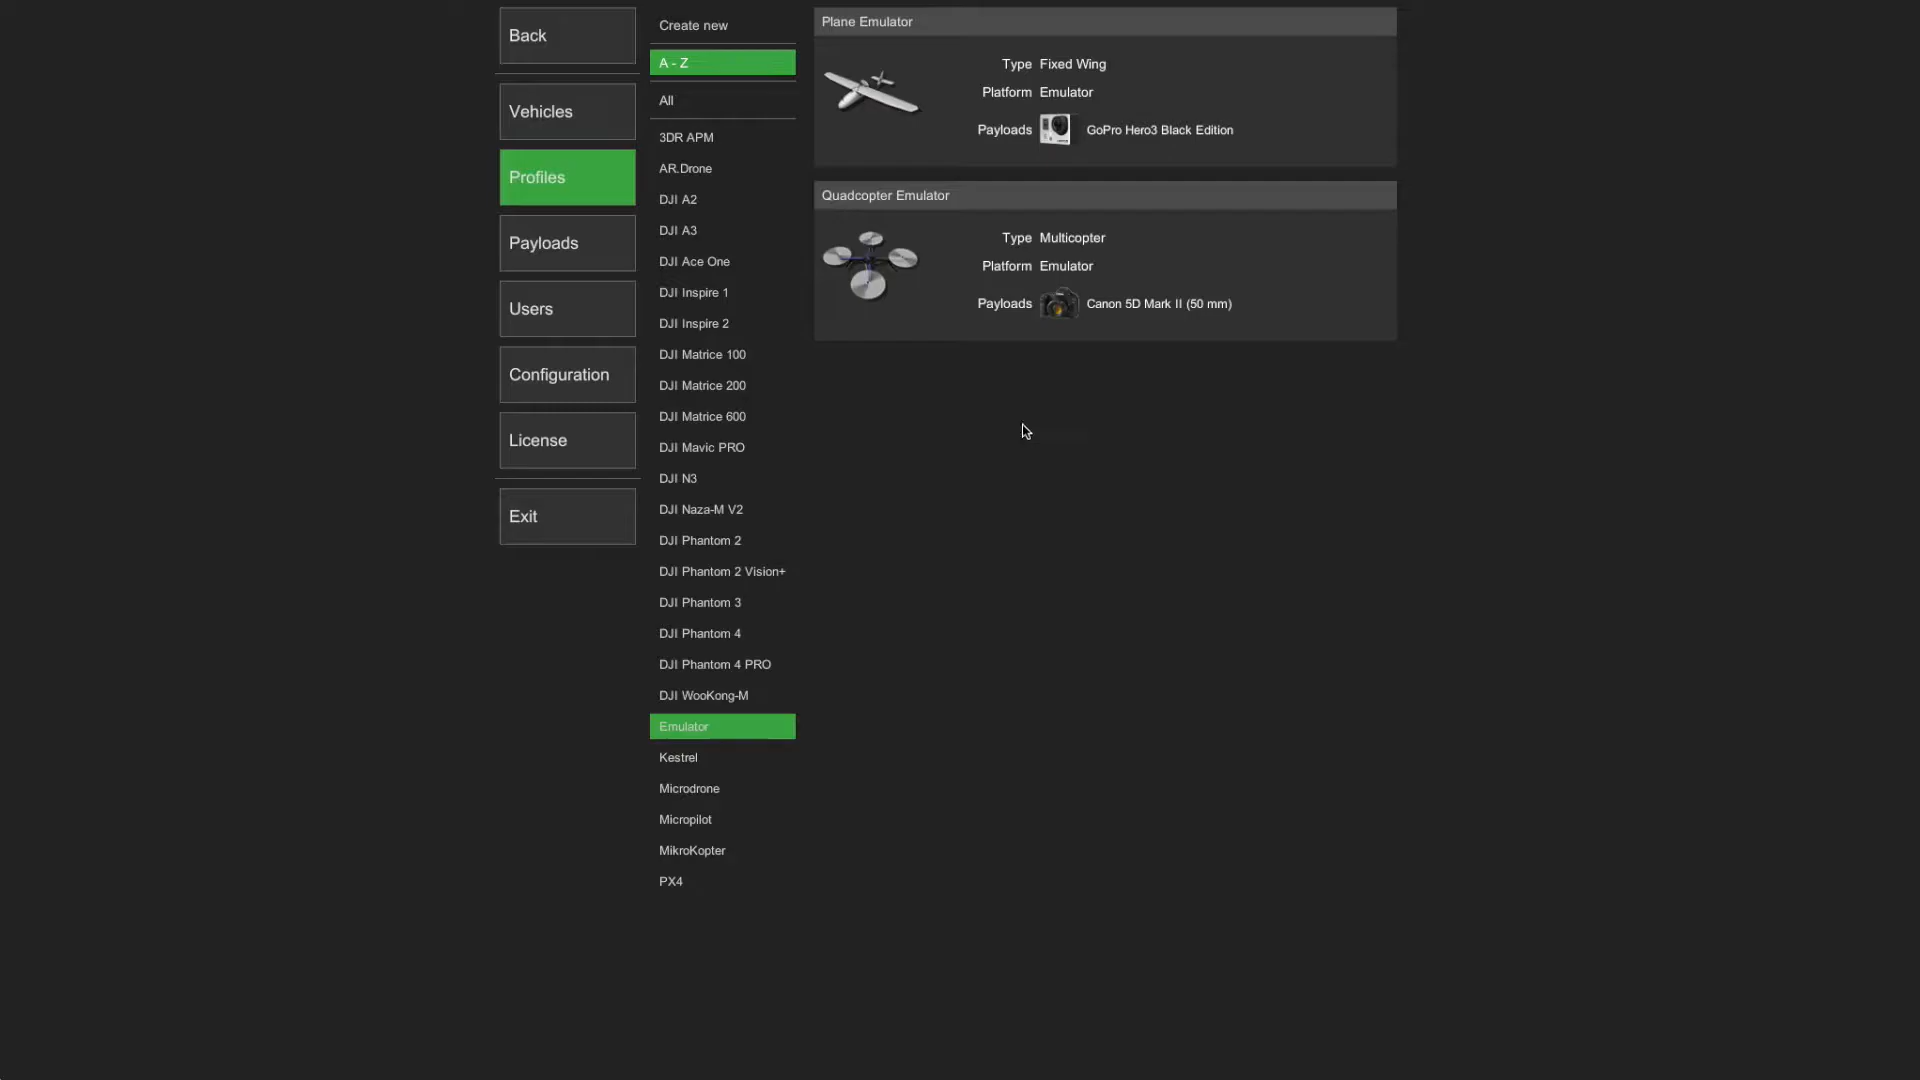 Back
Vehicles
Profiles
Payloads
Users
Configuration
License
Exit
Create new
A - Z
All
3DR APM
AR.Drone
DJI A2
DJI A3
DJI Ace One
DJI Inspire 1
DJI Inspire 2
DJI Matrice 100
DJI Matrice 200
DJI Matrice 600
DJI Mavic PRO
DJI N3
DJI Naza-M V2
DJI Phantom 2
DJI Phantom 2 Vision+
DJI Phantom 3
DJI Phantom 4
DJI Phantom 4 PRO
DJI WooKong-M
Emulator
Kestrel
Microdrone
Micropilot
MikroKopter
PX4
Plane Emulator
Type Fixed Wing
Platform Emulator
Payloads GoPro Hero3 Black Edition
Quadcopter Emulator
Type Multicopter
Platform Emulator
Payloads Canon 5D Mark II (50 mm)